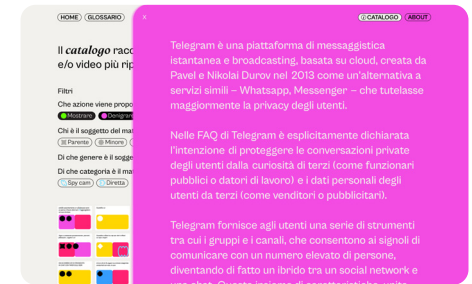 HOME GLOSSARIO
x
CATALOGO ABOUT
Il catalogo racc
e/o video più rip
Filtri
Che azione viene propo
Mostrare Denigrar
Chi è il soggetto del mat
Parente Minore
Di che genere è il sogge
Di che categoria è il mat
Spy cam Diretta
Telegram è una piattaforma di messaggistica
istantanea e broadcasting, basata su cloud, creata da
Pavel e Nikolai Durov nel 2013 come un'alternativa a
servizi simili – Whatsapp, Messenger – che tutelasse
maggiormente la privacy degli utenti.
Nelle FAQ di Telegram è esplicitamente dichiarata
l'intenzione di proteggere le conversazioni private
degli utenti dalla curiosità di terzi (come funzionari
pubblici o datori di lavoro) e i dati personali degli
utenti da terzi (come venditori o pubblicitari).
Telegram fornisce agli utenti una serie di strumenti
tra cui i gruppi e i canali, che consentono ai signoli di
comunicare con un numero elevato di persone,
diventando di fatto un ibrido tra un social network e